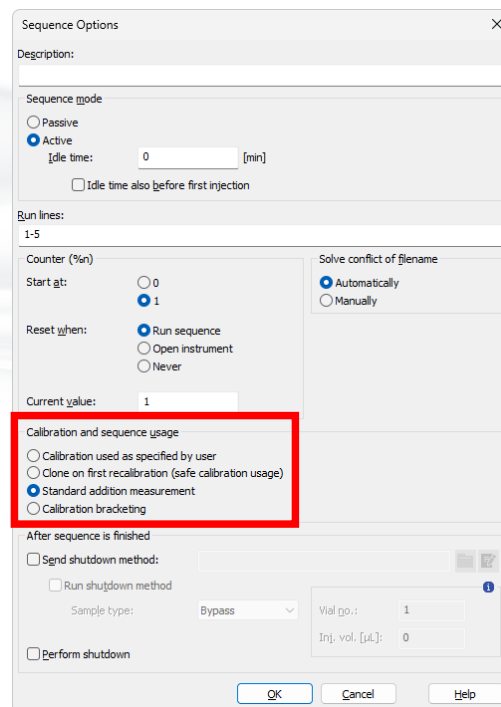 Sequence Options
Description:
Sequence mode
Passive
Active
Idle time: 0 [min]
Idle time also before first injection
Run lines:
1-5
Counter (%n)
Start at: 0
1
Reset when: Run sequence
Open instrument
Never
Current value: 1
Solve conflict of filename
Automatically
Manually
Calibration and sequence usage
Calibration used as specified by user
Clone on first recalibration (safe calibration usage)
Standard addition measurement
Calibration bracketing
After sequence is finished
Send shutdown method:
Run shutdown method
Sample type: Bypass
Vial no.: 1
Inj. vol. [µL]: 0
Perform shutdown
OK Cancel Help